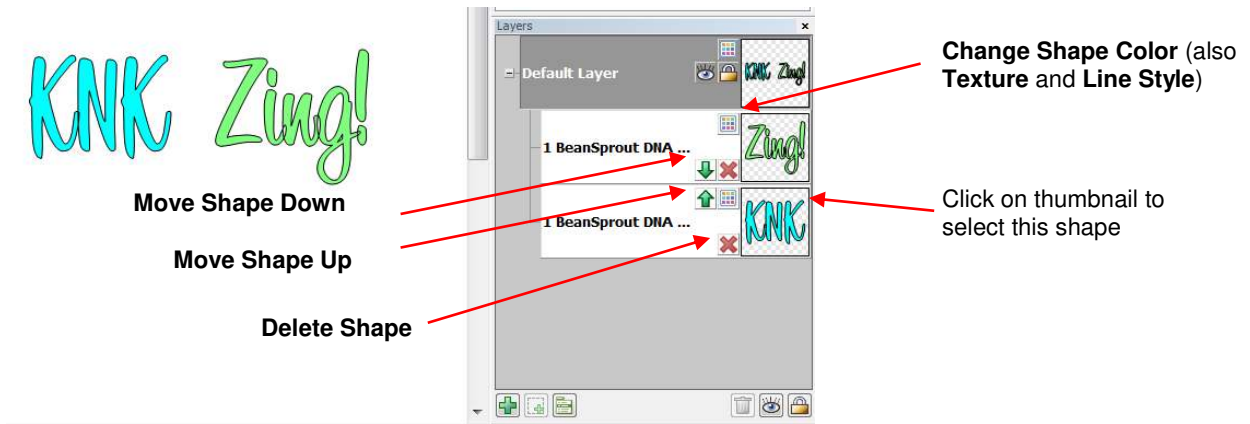 KNK Zing!
Layers
Default Layer
KNK Zing!
1 BeanSprout DNA ...
Zing!
1 BeanSprout DNA ...
KNK
Move Shape Down
Move Shape Up
Delete Shape
Change Shape Color (also
Texture and Line Style)
Click on thumbnail to
select this shape